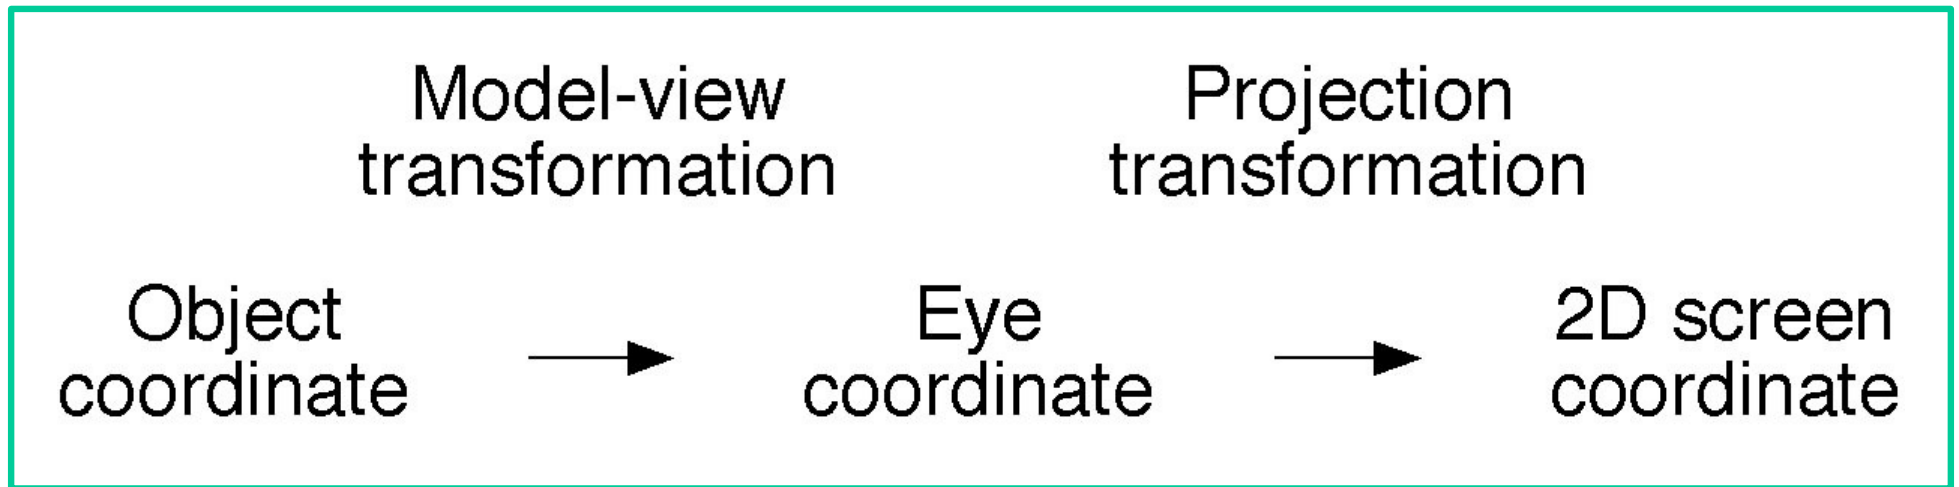 Model-view
transformation
Projection
transformation
Object
coordinate
Eye
coordinate
2D screen
coordinate